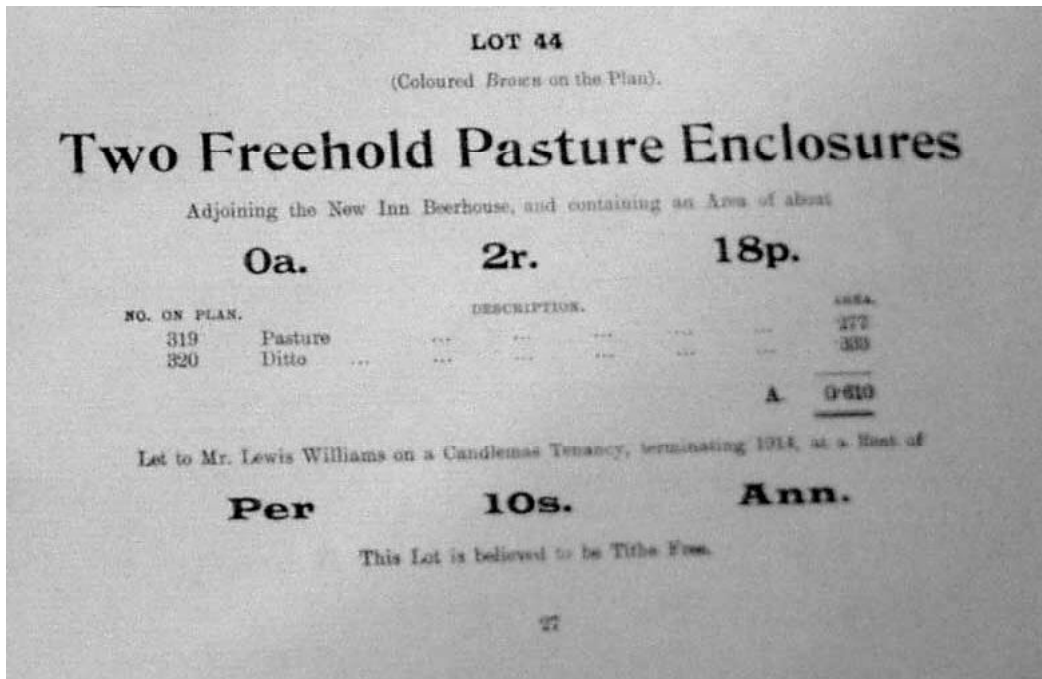 LOT 44
(Coloured Brown on the Plan).
Two Freehold Pasture Enclosures
Adjoining the New Inn Beerhouse, and containing an Area of about
0a. 2r. 18p.
NO. ON PLAN. DESCRIPTION. AREA.
319 Pasture ... ... ... ... ... ·277
320 Ditto ... ... ... ... ... ... ·333
A. 0·610
Let to Mr. Lewis Williams on a Candlemas Tenancy, terminating 1914, at a Rent of
Per 10s. Ann.
This Lot is believed to be Tithe Free.
27